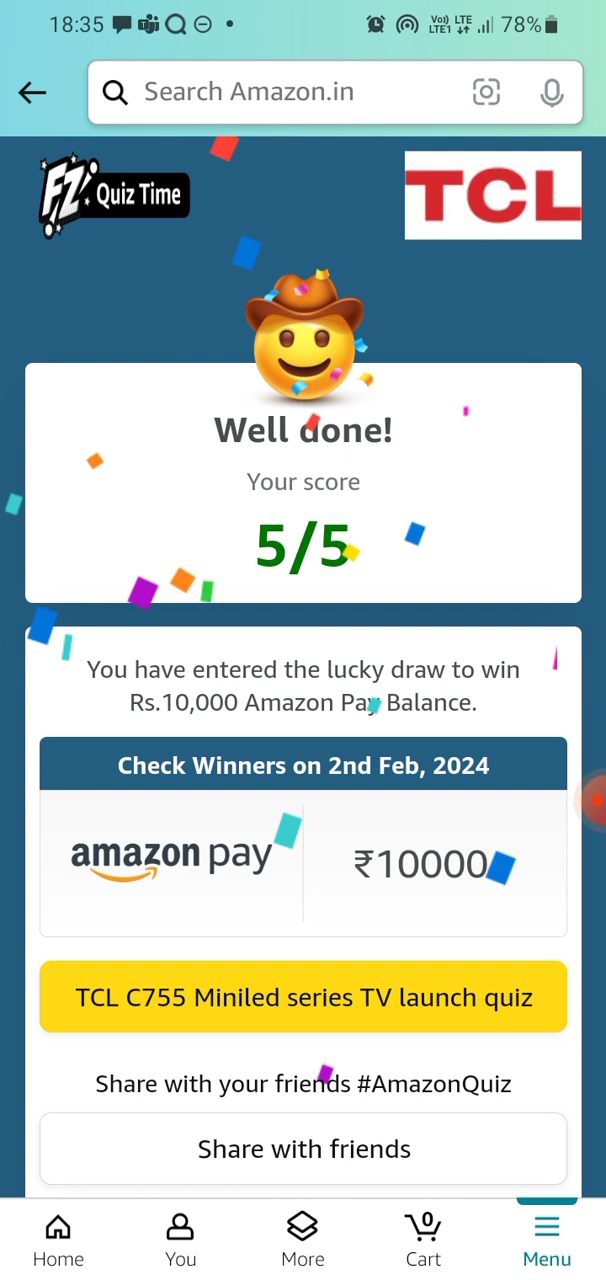 18:35
Vo) LTE
LTE1
78%
Search Amazon.in
FZ Quiz Time
TCL
Well done!
Your score
5/5
You have entered the lucky draw to win
Rs.10,000 Amazon Pay Balance.
Check Winners on 2nd Feb, 2024
amazon pay
₹10000
TCL C755 Miniled series TV launch quiz
Share with your friends #AmazonQuiz
Share with friends
0
Home
You
More
Cart
Menu